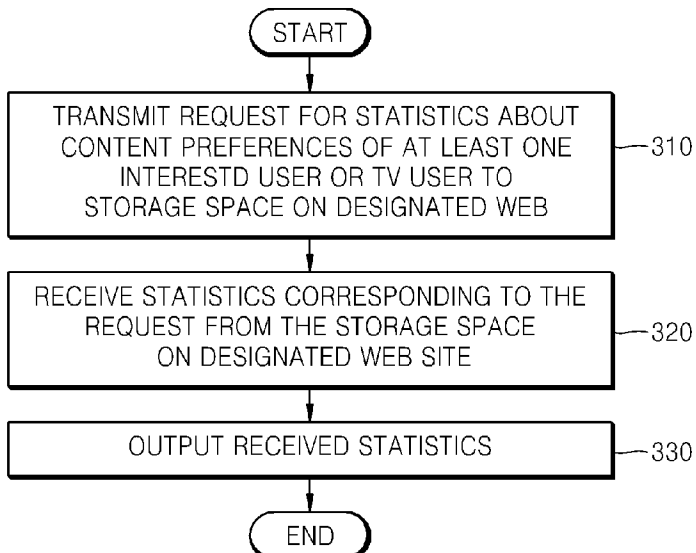 START
TRANSMIT REQUEST FOR STATISTICS ABOUT
CONTENT PREFERENCES OF AT LEAST ONE
INTERESTD USER OR TV USER TO
STORAGE SPACE ON DESIGNATED WEB
310
RECEIVE STATISTICS CORRESPONDING TO THE
REQUEST FROM THE STORAGE SPACE
ON DESIGNATED WEB SITE
320
OUTPUT RECEIVED STATISTICS
330
END